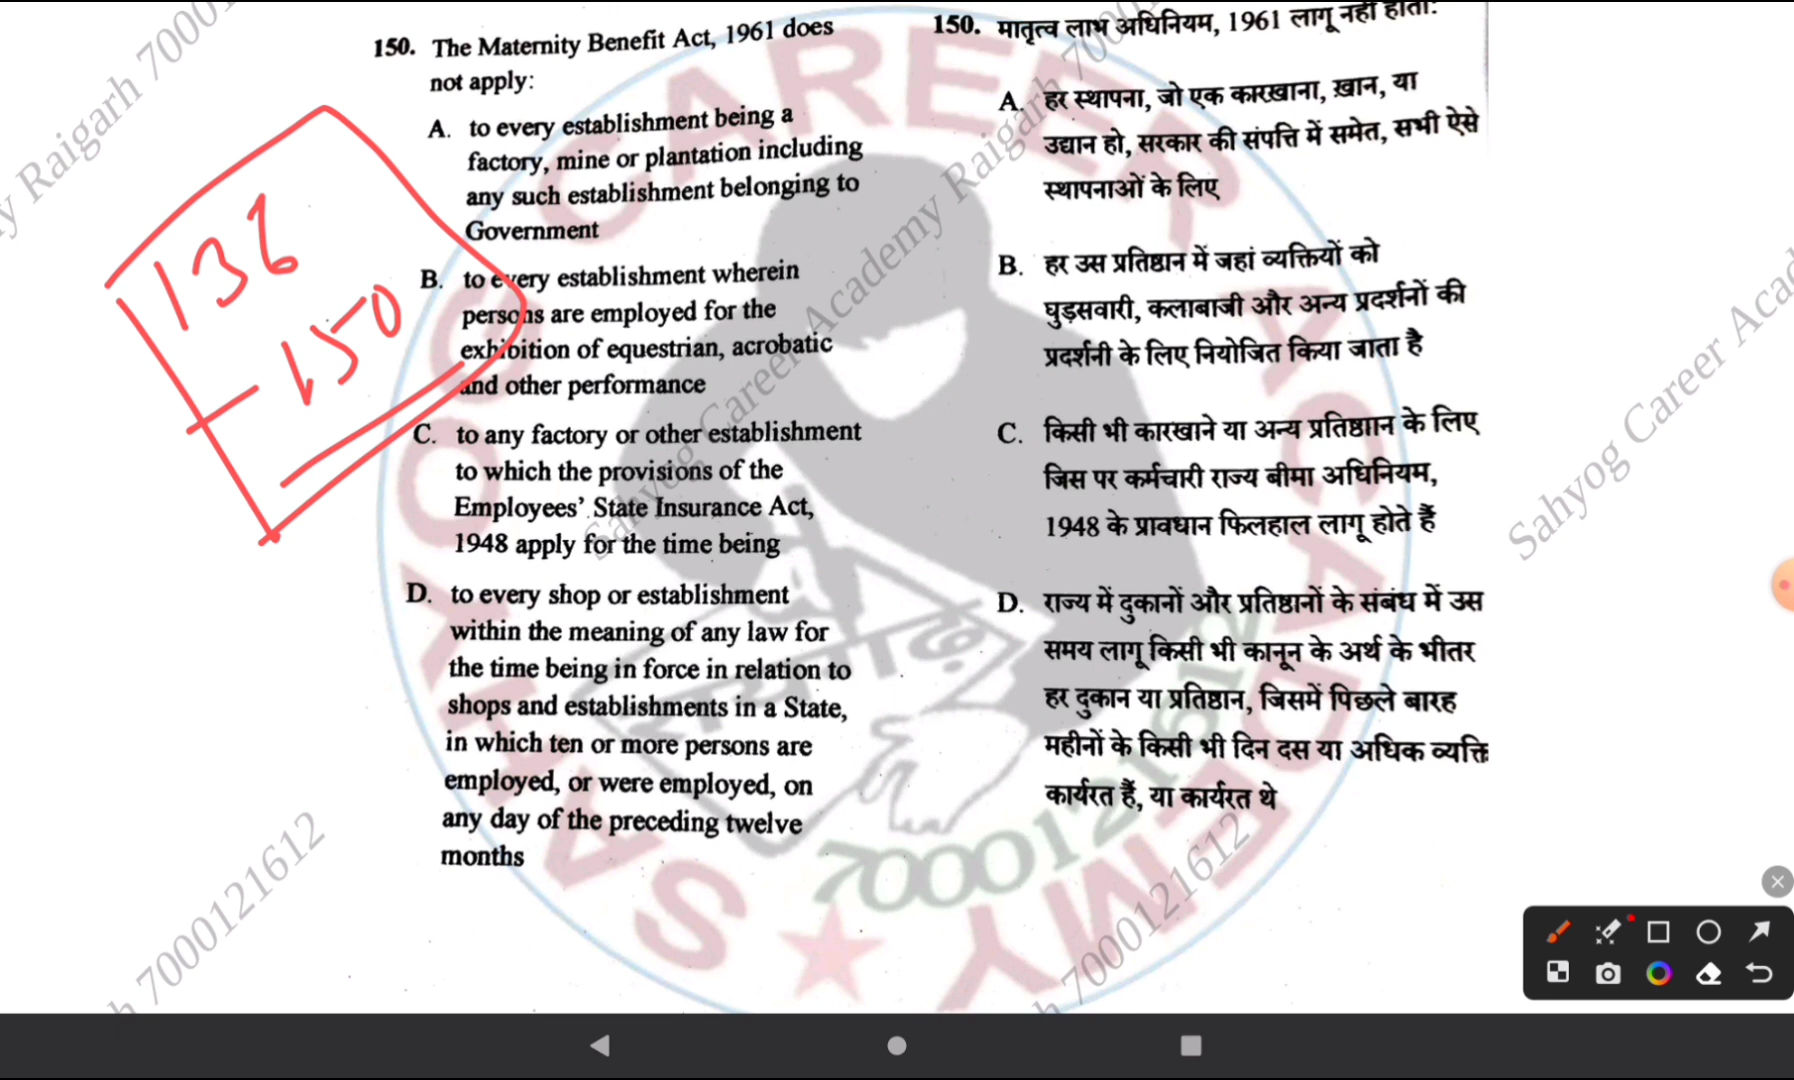 150. The Maternity Benefit Act, 1961 does
not apply:
A. to every establishment being a
factory, mine or plantation including
any such establishment belonging to
Government
B. to every establishment wherein
persons are employed for the
exhibition of equestrian, acrobatic
and other performance
C. to any factory or other establishment
to which the provisions of the
Employees' State Insurance Act,
1948 apply for the time being
D. to every shop or establishment
within the meaning of any law for
the time being in force in relation to
shops and establishments in a State,
in which ten or more persons are
employed, or were employed, on
any day of the preceding twelve
months
150. मातृत्व लाभ अधिनियम, 1961 लागू नहीं होता:
A. हर स्थापना, जो एक कारख़ाना, ख़ान, या
उद्यान हो, सरकार की संपत्ति में समेत, सभी ऐसे
स्थापनाओं के लिए
B. हर उस प्रतिष्ठान में जहां व्यक्तियों को
घुड़सवारी, कलाबाजी और अन्य प्रदर्शनों की
प्रदर्शनी के लिए नियोजित किया जाता है
C. किसी भी कारखाने या अन्य प्रतिष्ठाान के लिए
जिस पर कर्मचारी राज्य बीमा अधिनियम,
1948 के प्रावधान फिलहाल लागू होते हैं
D. राज्य में दुकानों और प्रतिष्ठानों के संबंध में उस
समय लागू किसी भी कानून के अर्थ के भीतर
हर दुकान या प्रतिष्ठान, जिसमें पिछले बारह
महीनों के किसी भी दिन दस या अधिक व्यक्ति
कार्यरत हैं, या कार्यरत थे
136
- 150
SAHYOG CAREER ACADEMY
सहयोग
7000121612
Sahyog Career Academy Raigarh 7000
y Raigarh 7000
Sahyog Career Acad
h 7000121612
h 7000121612